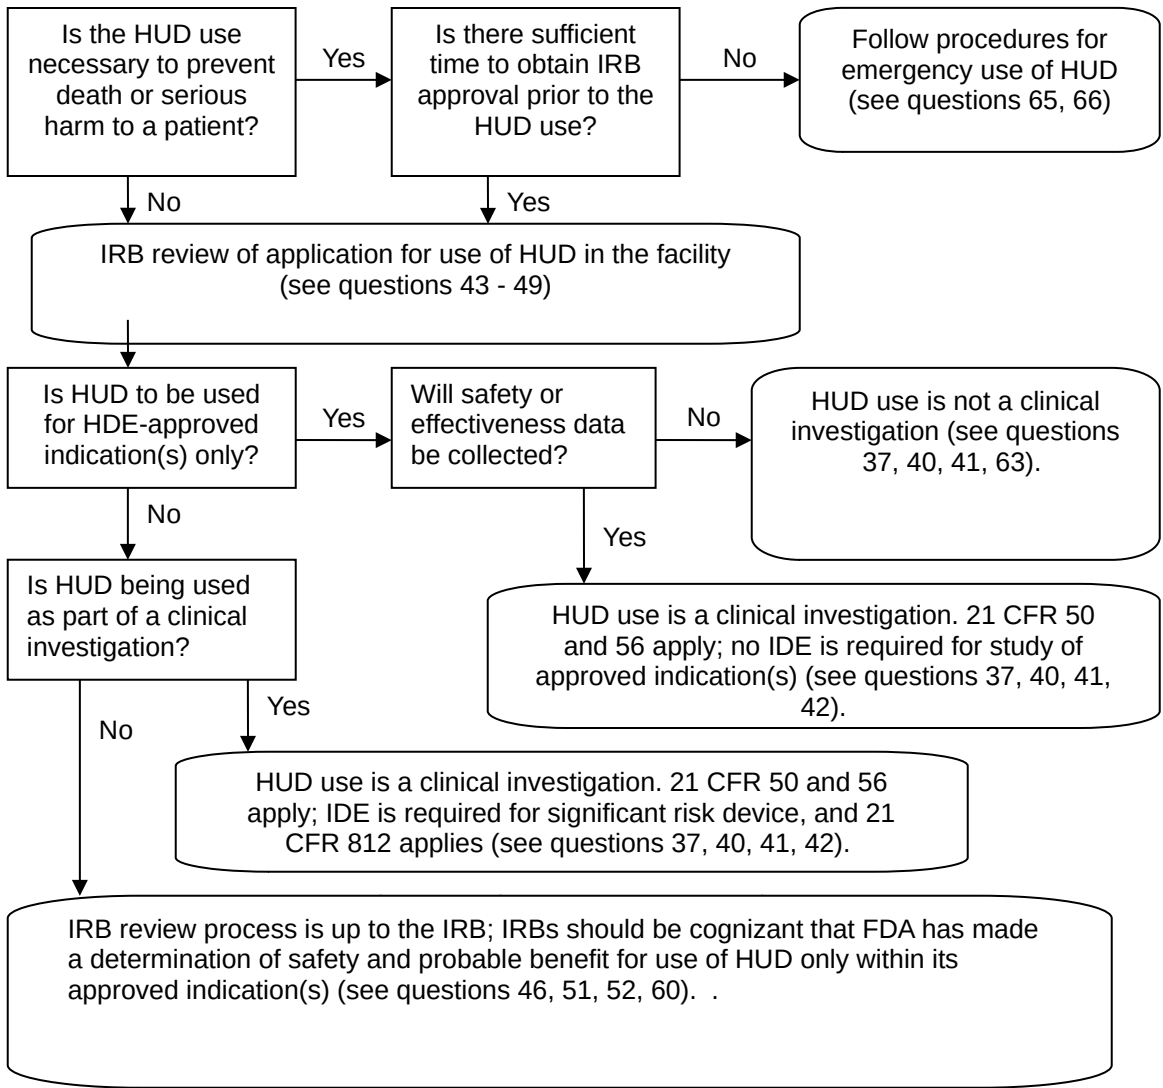 Is the HUD use
necessary to prevent
death or serious
harm to a patient?
Yes
Is there sufficient
time to obtain IRB
approval prior to the
HUD use?
No
Follow procedures for
emergency use of HUD
(see questions 65, 66)
No
Yes
IRB review of application for use of HUD in the facility
(see questions 43 - 49)
Is HUD to be used
for HDE-approved
indication(s) only?
Yes
Will safety or
effectiveness data
be collected?
No
HUD use is not a clinical
investigation (see questions
37, 40, 41, 63).
No
Yes
Is HUD being used
as part of a clinical
investigation?
HUD use is a clinical investigation. 21 CFR 50
and 56 apply; no IDE is required for study of
approved indication(s) (see questions 37, 40, 41,
42).
No
Yes
HUD use is a clinical investigation. 21 CFR 50 and 56
apply; IDE is required for significant risk device, and 21
CFR 812 applies (see questions 37, 40, 41, 42).
IRB review process is up to the IRB; IRBs should be cognizant that FDA has made
a determination of safety and probable benefit for use of HUD only within its
approved indication(s) (see questions 46, 51, 52, 60).  .